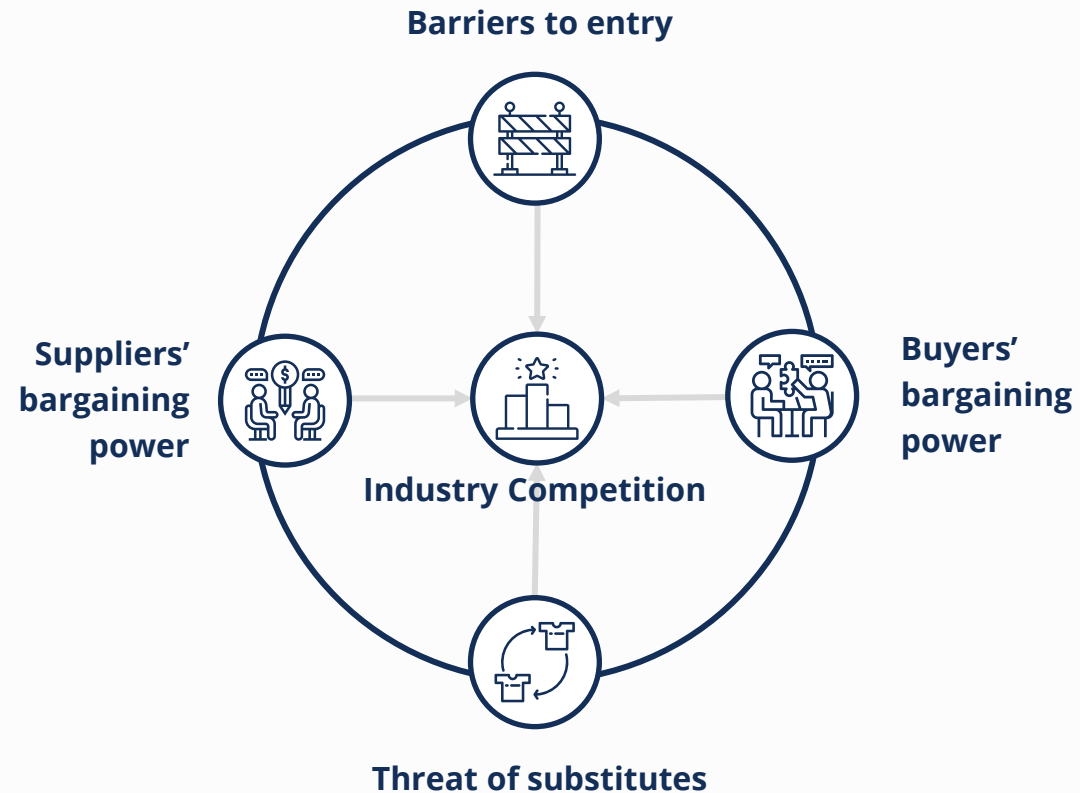 Barriers to entry
Suppliers’
bargaining
power
Buyers’
bargaining
power
Industry Competition
Threat of substitutes